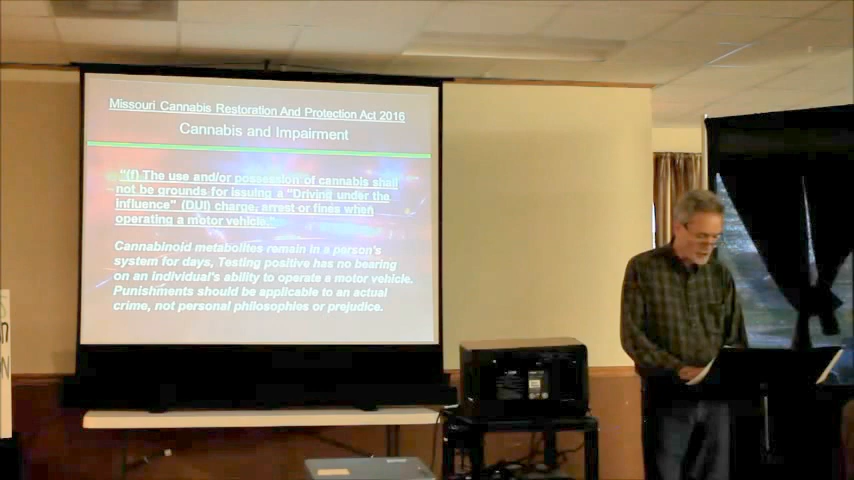 Missouri Cannabis Restoration And Protection Act 2016
Cannabis and Impairment
"(f) The use and/or possession of cannabis shall
not be grounds for issuing a "Driving under the
influence" (DUI) charge, arrest or fines when
operating a motor vehicle."
Cannabinoid metabolites remain in a person's
system for days, Testing positive has no bearing
on an individual's ability to operate a motor vehicle.
Punishments should be applicable to an actual
crime, not personal philosophies or prejudice.